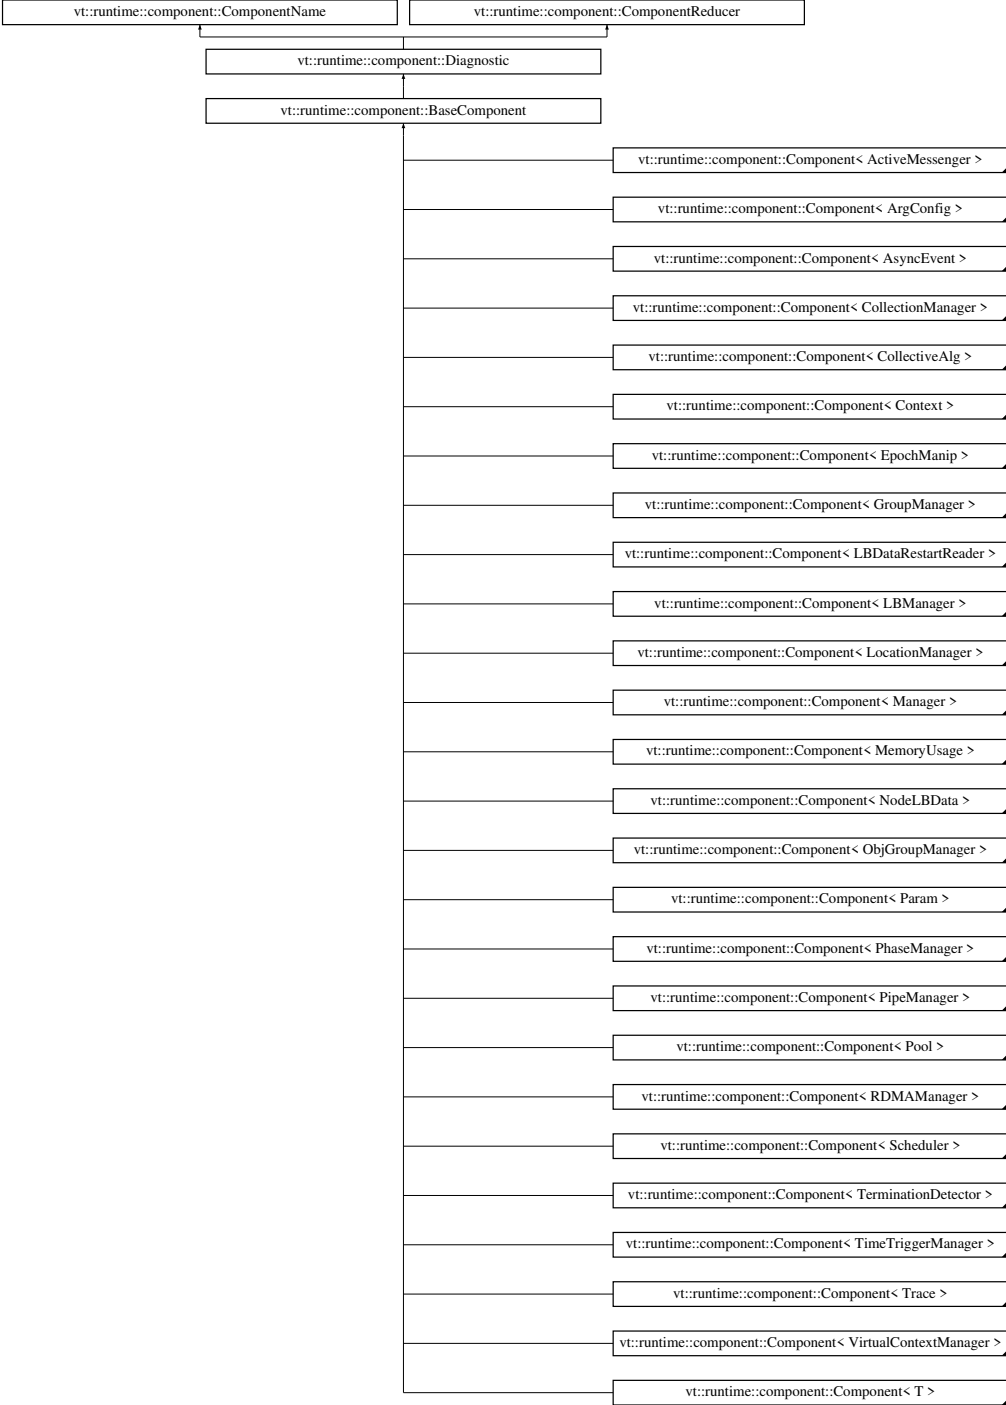 vt::runtime::component::ComponentName
vt::runtime::component::ComponentReducer
vt::runtime::component::Diagnostic
vt::runtime::component::BaseComponent
vt::runtime::component::Component< ActiveMessenger >
vt::runtime::component::Component< ArgConfig >
vt::runtime::component::Component< AsyncEvent >
vt::runtime::component::Component< CollectionManager >
vt::runtime::component::Component< CollectiveAlg >
vt::runtime::component::Component< Context >
vt::runtime::component::Component< EpochManip >
vt::runtime::component::Component< GroupManager >
vt::runtime::component::Component< LBDataRestartReader >
vt::runtime::component::Component< LBManager >
vt::runtime::component::Component< LocationManager >
vt::runtime::component::Component< Manager >
vt::runtime::component::Component< MemoryUsage >
vt::runtime::component::Component< NodeLBData >
vt::runtime::component::Component< ObjGroupManager >
vt::runtime::component::Component< Param >
vt::runtime::component::Component< PhaseManager >
vt::runtime::component::Component< PipeManager >
vt::runtime::component::Component< Pool >
vt::runtime::component::Component< RDMAManager >
vt::runtime::component::Component< Scheduler >
vt::runtime::component::Component< TerminationDetector >
vt::runtime::component::Component< TimeTriggerManager >
vt::runtime::component::Component< Trace >
vt::runtime::component::Component< VirtualContextManager >
vt::runtime::component::Component< T >